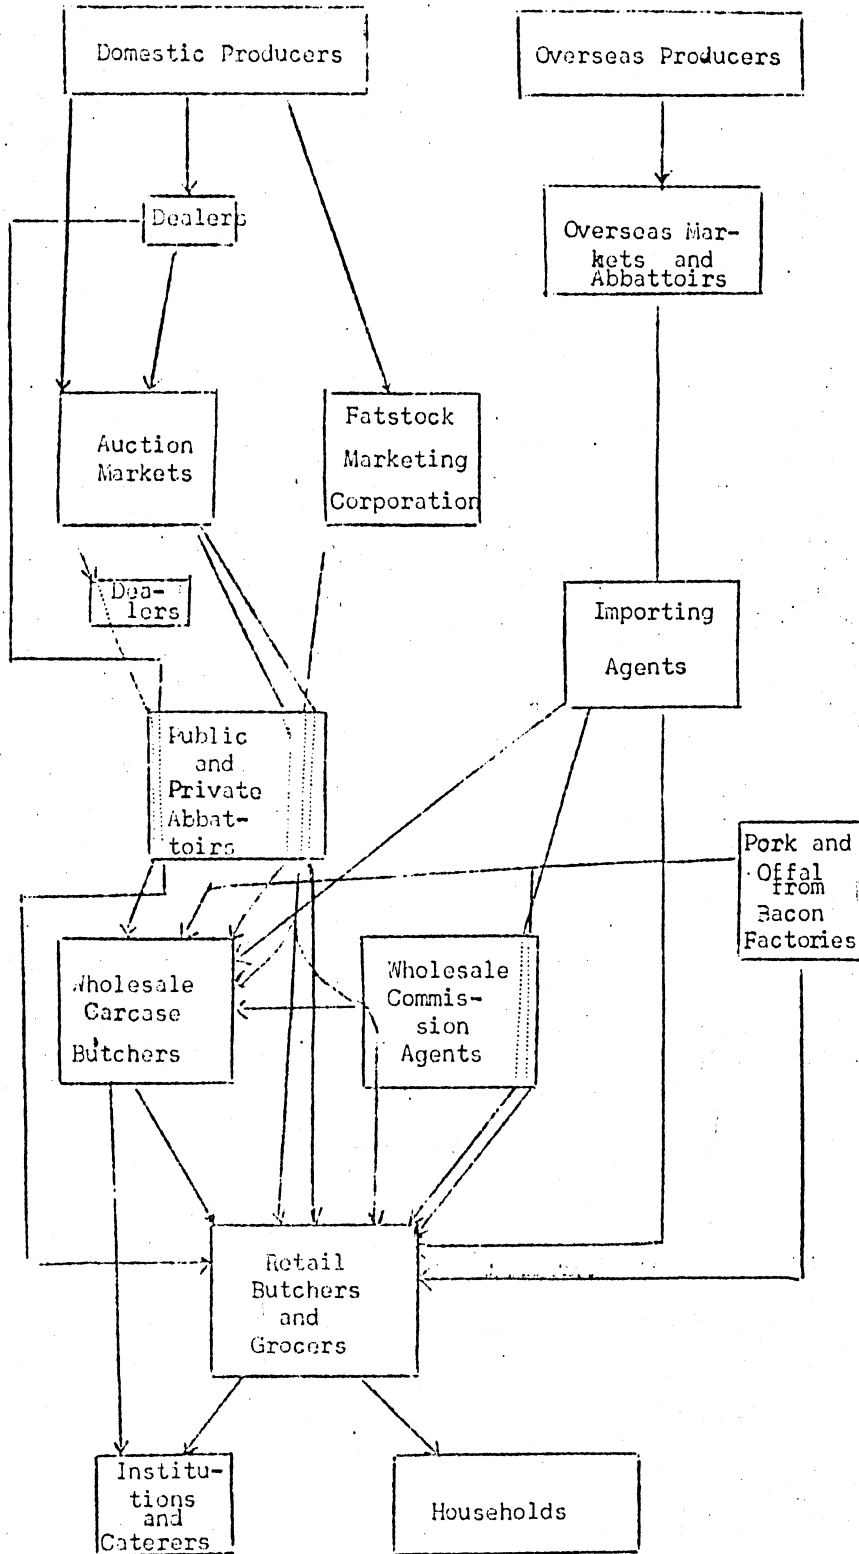 Domestic Producers
Overseas Producers
Dealers
Overseas Mar-
kets and
Abbattoirs
Auction
Markets
Fatstock
Marketing
Corporation
Dea-
lers
Importing
Agents
Public
and
Private
Abbat-
toirs
Pork and
Offal
from
Bacon
Factories
Wholesale
Carcase
Butchers
Wholesale
Commis-
sion
Agents
Retail
Butchers
and
Grocers
Institu-
tions
and
Caterers
Households